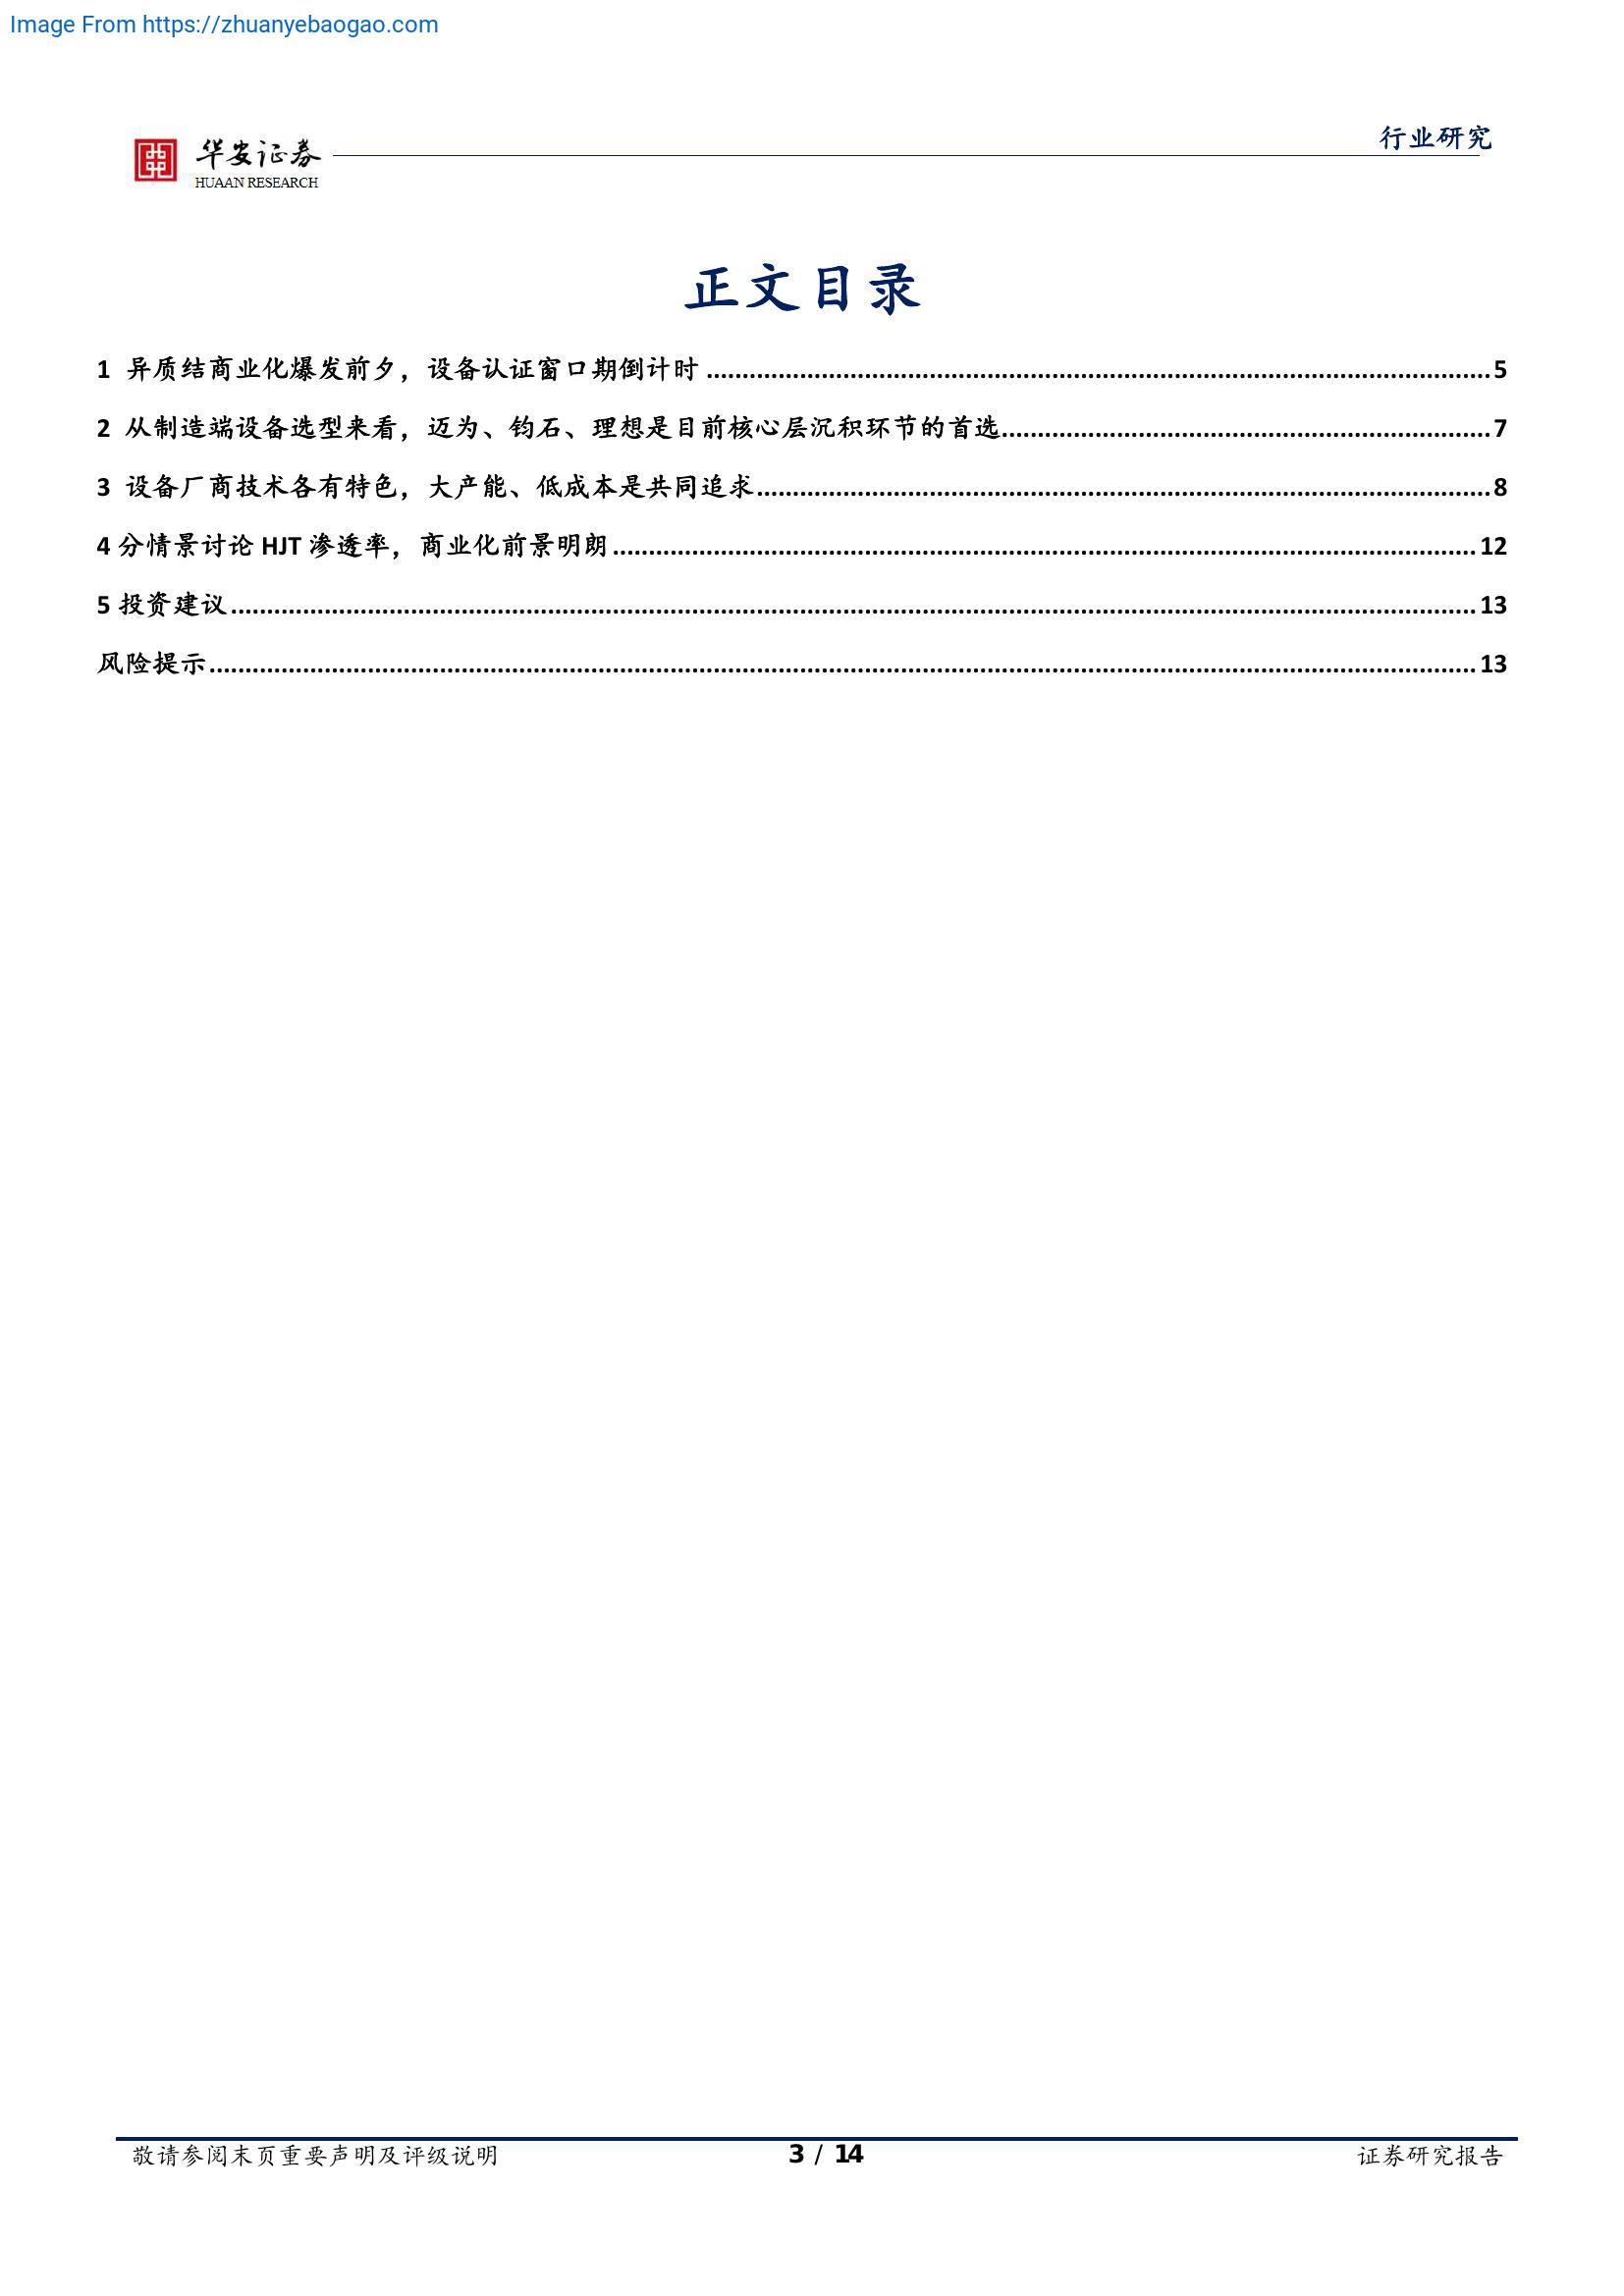 Image From https://zhuanyebaogao.com
行业研究
华安证券
HUAAN RESEARCH
正文目录
1 异质结商业化爆发前夕，设备认证窗口期倒计时 ........ 5
2 从制造端设备选型来看，迈为、钧石、理想是目前核心层沉积环节的首选........ 7
3 设备厂商技术各有特色，大产能、低成本是共同追求........ 8
4 分情景讨论 HJT 渗透率，商业化前景明朗........ 12
5 投资建议........ 13
风险提示........ 13
敬请参阅末页重要声明及评级说明 3 / 14 证券研究报告